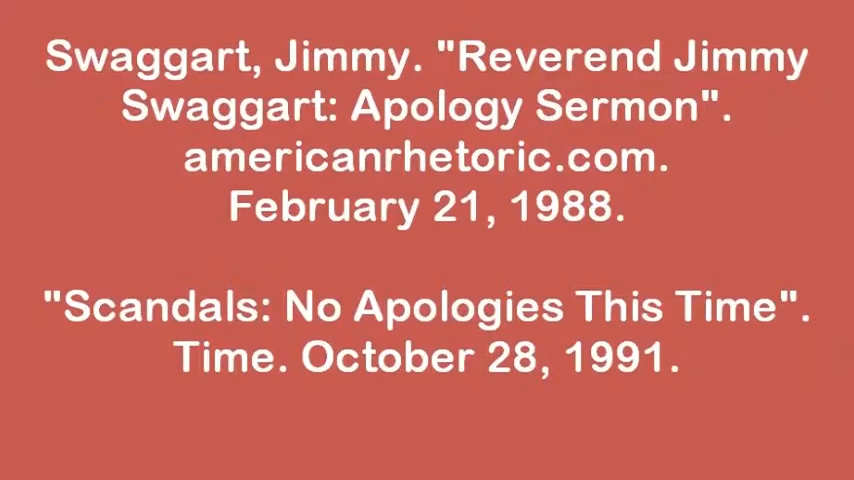 Swaggart, Jimmy. "Reverend Jimmy
Swaggart: Apology Sermon".
americanrhetoric.com.
February 21, 1988.
"Scandals: No Apologies This Time".
Time. October 28, 1991.